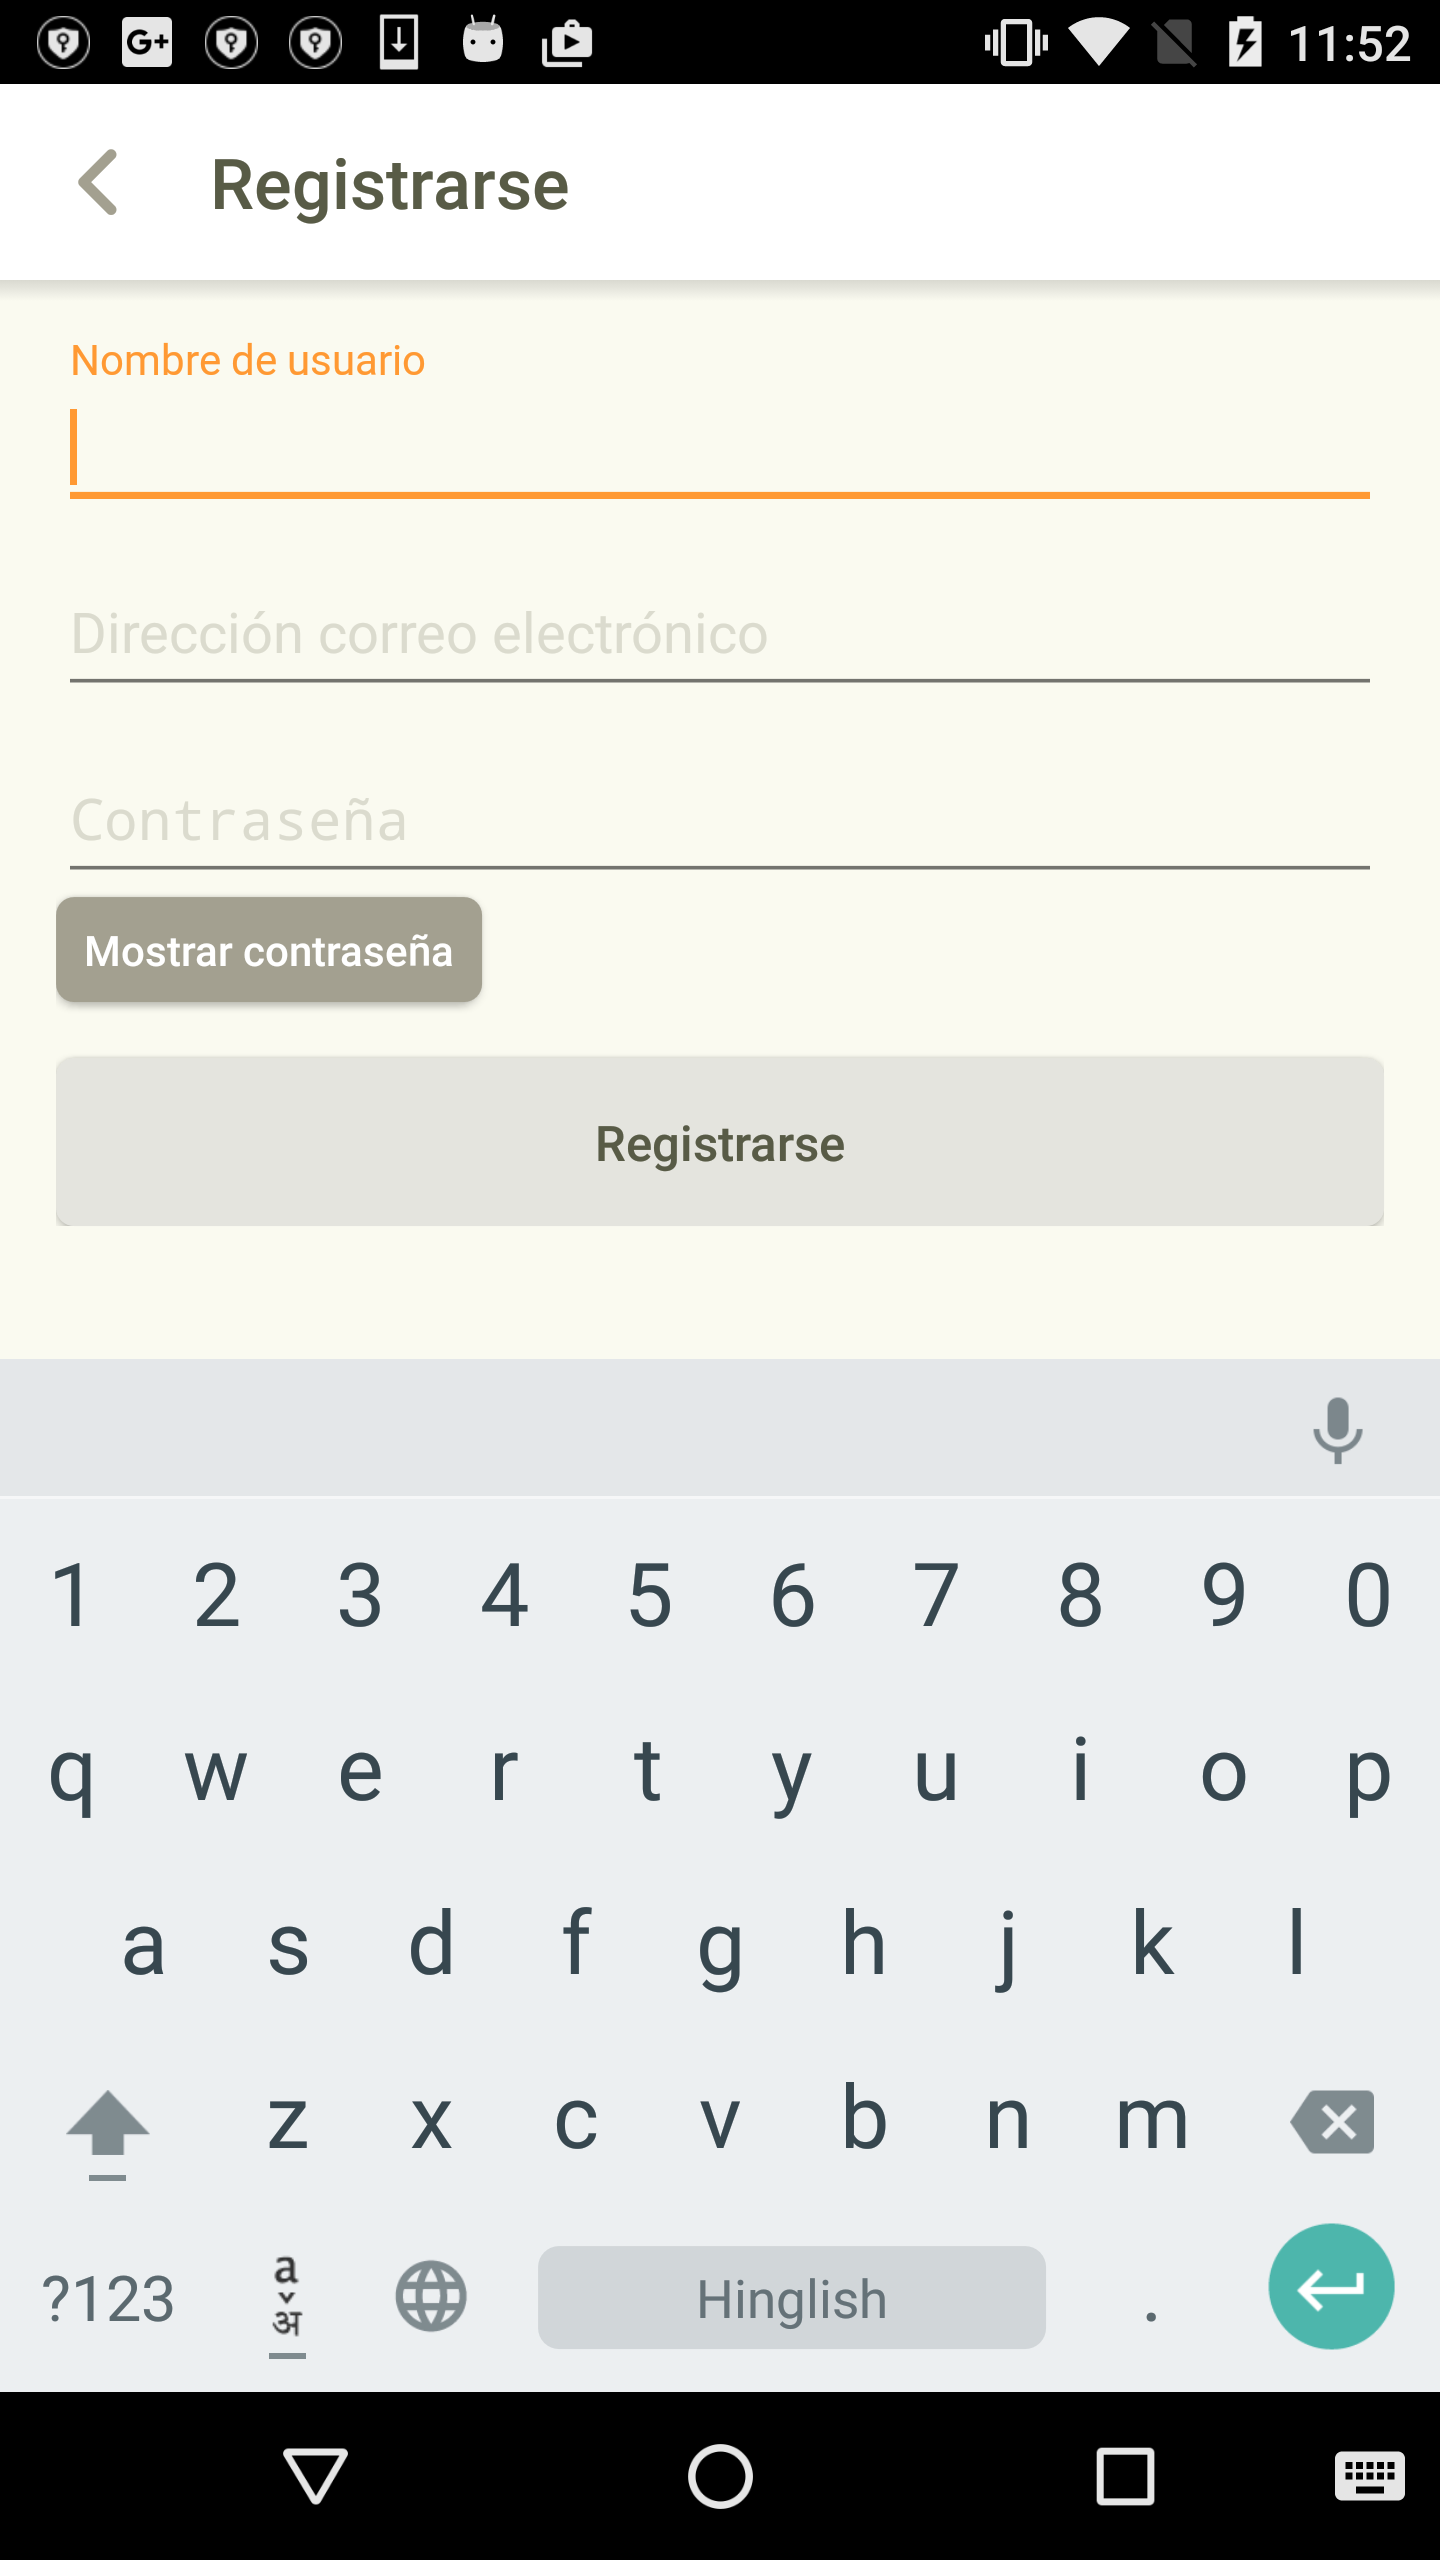 G+ 11:52
Registrarse
Nombre de usuario
Dirección correo electrónico
Contraseña
Mostrar contraseña
Registrarse
1 2 3 4 5 6 7 8 9 0
q w e r t y u i o p
a s d f g h j k l
z x c v b n m
?123 a अ Hinglish .